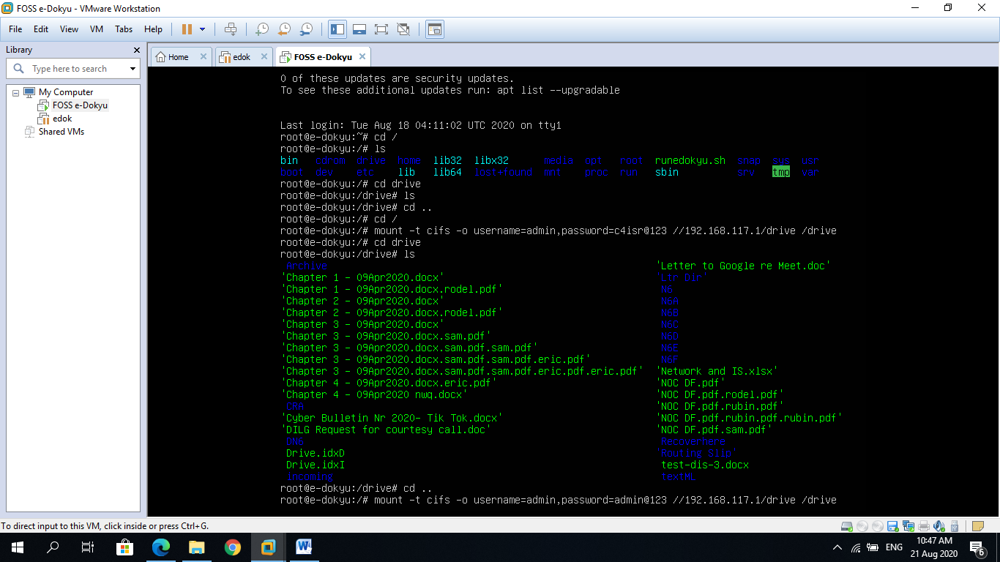 FOSS e-Dokyu - VMware Workstation
File Edit View VM Tabs Help
Library
Type here to search
My Computer
FOSS e-Dokyu
edok
Shared VMs
Home
edok
FOSS e-Dokyu
0 of these updates are security updates.
To see these additional updates run: apt list --upgradable
Last login: Tue Aug 18 04:11:02 UTC 2020 on tty1
root@e-dokyu:~# cd /
root@e-dokyu:/# ls
bin cdrom drive home lib32 libx32 media opt root runedokyu.sh snap sys usr
boot dev etc lib lib64 lost+found mnt proc run sbin srv tmp var
root@e-dokyu:/# cd drive
root@e-dokyu:/drive# ls
root@e-dokyu:/drive# cd ..
root@e-dokyu:/# cd /
root@e-dokyu:/# mount -t cifs -o username=admin,password=c4isr@123 //192.168.117.1/drive /drive
root@e-dokyu:/# cd drive
root@e-dokyu:/drive# ls
Archive 'Letter to Google re Meet.doc'
'Chapter 1 - 09Apr2020.docx' 'Ltr Dir'
'Chapter 1 - 09Apr2020.docx.rodel.pdf' N6
'Chapter 2 - 09Apr2020.docx' N6A
'Chapter 2 - 09Apr2020.docx.rodel.pdf' N6B
'Chapter 3 - 09Apr2020.docx' N6C
'Chapter 3 - 09Apr2020.docx.sam.pdf' N6D
'Chapter 3 - 09Apr2020.docx.sam.pdf.sam.pdf' N6E
'Chapter 3 - 09Apr2020.docx.sam.pdf.sam.pdf.eric.pdf' N6F
'Chapter 3 - 09Apr2020.docx.sam.pdf.sam.pdf.eric.pdf.eric.pdf' 'Network and IS.xlsx'
'Chapter 4 - 09Apr2020.docx.eric.pdf' 'NOC DF.pdf'
'Chapter 4 - 09Apr2020 nwq.docx' 'NOC DF.pdf.rodel.pdf'
CRA 'NOC DF.pdf.rubin.pdf'
'Cyber Bulletin Nr 2020- Tik Tok.docx' 'NOC DF.pdf.rubin.pdf.rubin.pdf'
'DILG Request for courtesy call.doc' 'NOC DF.pdf.sam.pdf'
DN6 Recoverhere
Drive.idxD 'Routing Slip'
Drive.idxI test-dis-3.docx
incoming textML
root@e-dokyu:/drive# cd ..
root@e-dokyu:/# mount -t cifs -o username=admin,password=admin@123 //192.168.117.1/drive /drive
To direct input to this VM, click inside or press Ctrl+G.
ENG
10:47 AM
21 Aug 2020
6